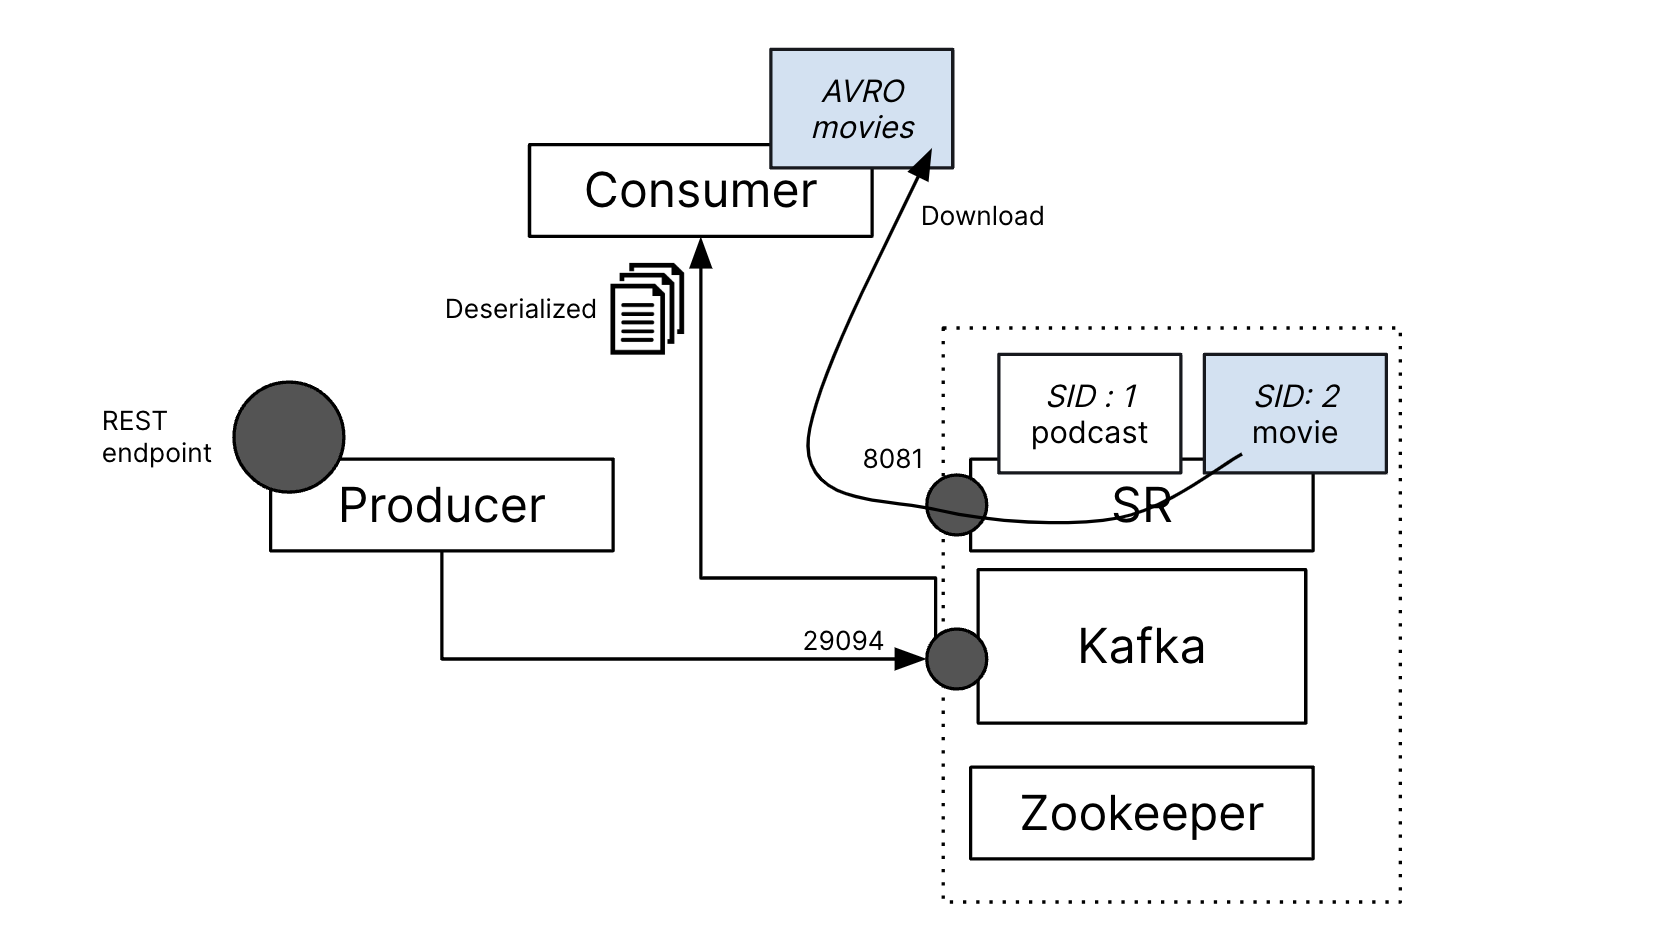 AVRO
movies
Consumer
Download
Deserialized
SID : 1
podcast
SID: 2
movie
REST
endpoint
8081
Producer
SR
29094
Kafka
Zookeeper